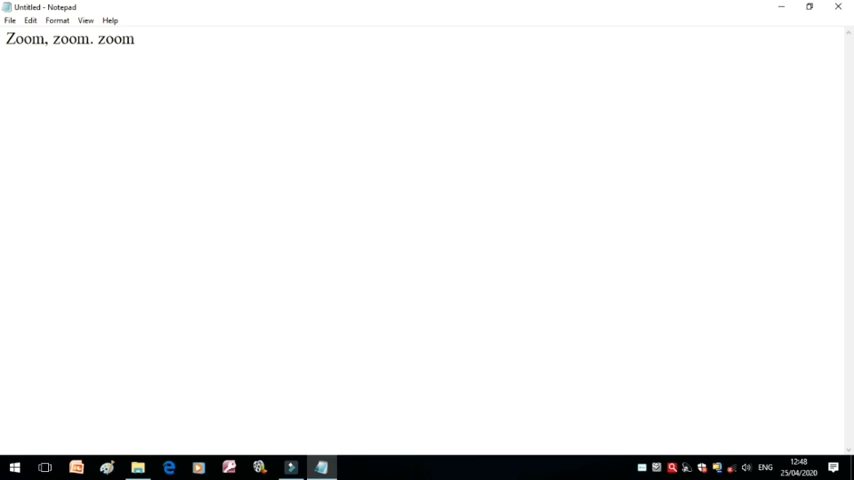 Untitled - Notepad
File Edit Format View Help
Zoom, zoom. zoom
ENG
12:48
25/04/2020